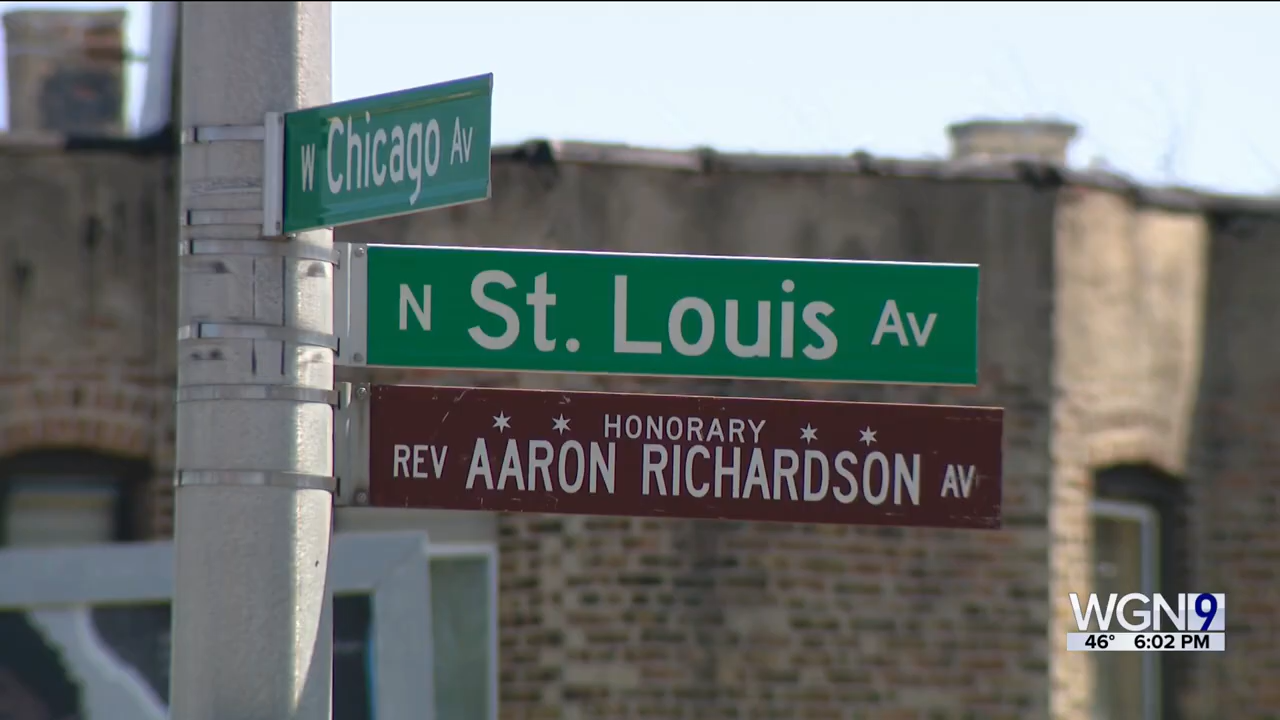 W Chicago Av
N St. Louis Av
HONORARY
REV AARON RICHARDSON AV
WGN9
46° 6:02 PM